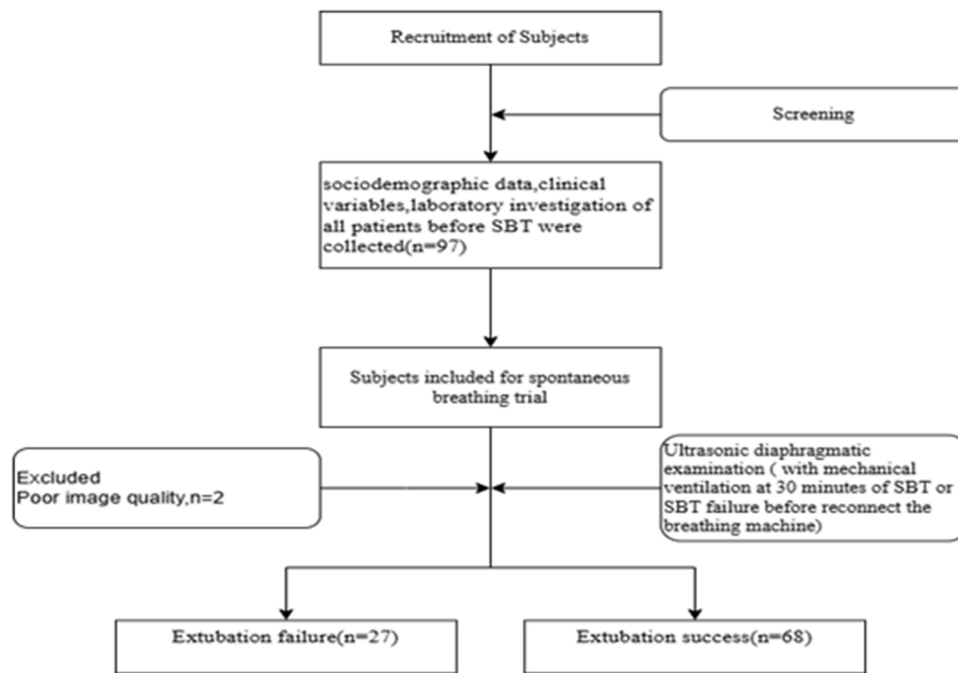 Recruitment of Subjects
Screening
sociodemographic data,clinical
variables,laboratory investigation of
all patients before SBT were
collected(n=97)
Subjects included for spontaneous
breathing trial
Excluded
Poor image quality,n=2
Ultrasonic diaphragmatic
examination ( with mechanical
ventilation at 30 minutes of SBT or
SBT failure before reconnect the
breathing machine)
Extubation failure(n=27)
Extubation success(n=68)